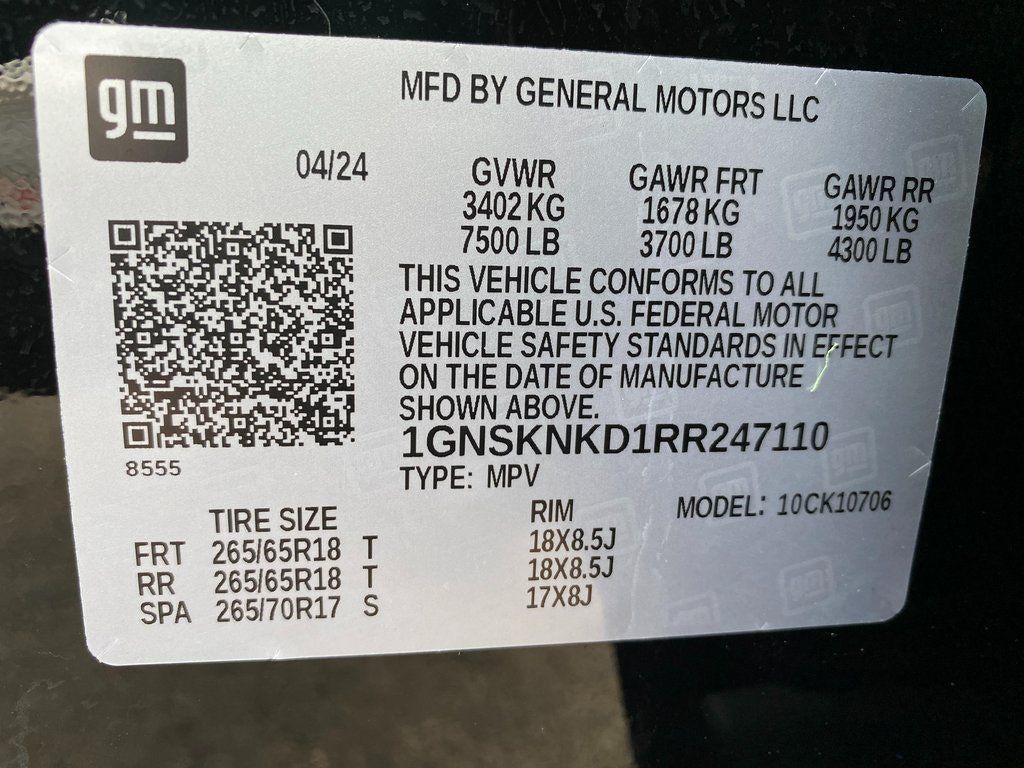 gm
MFD BY GENERAL MOTORS LLC
04/24
GVWR GAWR FRT GAWR RR
3402 KG 1678 KG 1950 KG
7500 LB 3700 LB 4300 LB
THIS VEHICLE CONFORMS TO ALL
APPLICABLE U.S. FEDERAL MOTOR
VEHICLE SAFETY STANDARDS IN EFFECT
ON THE DATE OF MANUFACTURE
SHOWN ABOVE.
1GNSKNKD1RR247110
8555
TYPE: MPV
MODEL: 10CK10706
TIRE SIZE RIM
FRT 265/65R18 T 18X8.5J
RR 265/65R18 T 18X8.5J
SPA 265/70R17 S 17X8J